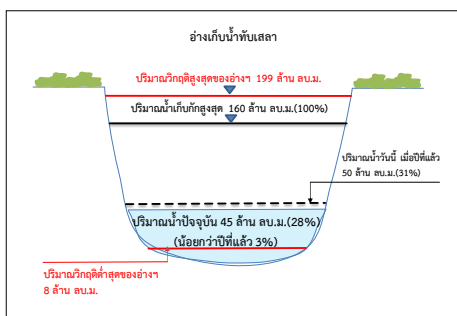 อ่างเก็บน้ำทับเสลา
ปริมาณวิกฤติสูงสุดของอ่างฯ 199 ล้าน ลบ.ม.
ปริมาณน้ำเก็บกักสูงสุด 160 ล้าน ลบ.ม.(100%)
ปริมาณน้ำวันนี้ เมื่อปีที่แล้ว
50 ล้าน ลบ.ม.(31%)
ปริมาณน้ำปัจจุบัน 45 ล้าน ลบ.ม.(28%)
(น้อยกว่าปีที่แล้ว 3%)
ปริมาณวิกฤติต่ำสุดของอ่างฯ
8 ล้าน ลบ.ม.